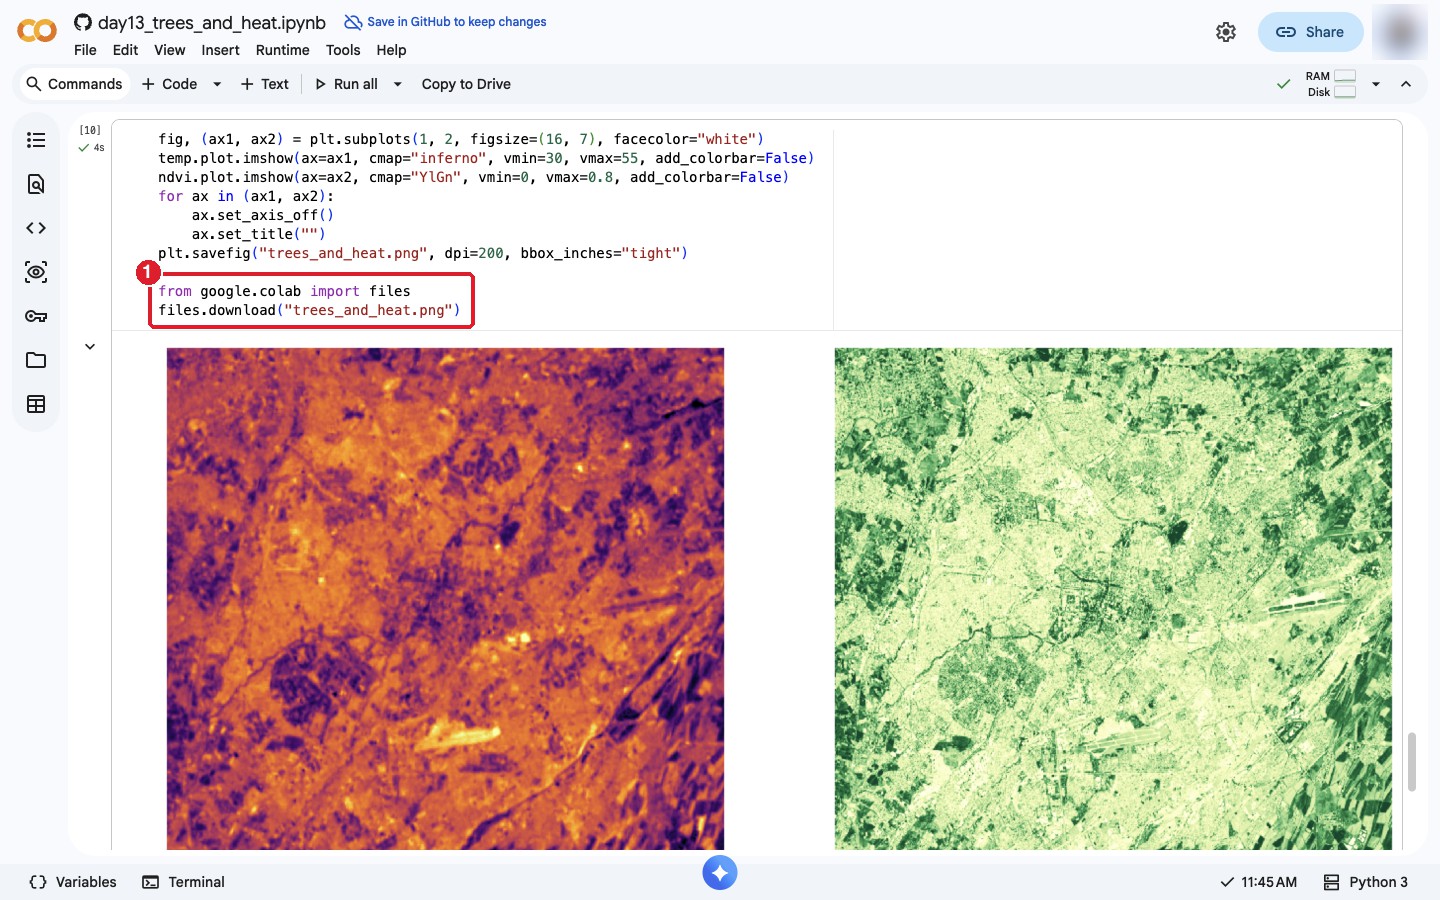 day13_trees_and_heat.ipynb
Save in GitHub to keep changes
File Edit View Insert Runtime Tools Help
Share
Commands + Code + Text Run all Copy to Drive
RAM
Disk
[10]
4s
fig, (ax1, ax2) = plt.subplots(1, 2, figsize=(16, 7), facecolor="white")
temp.plot.imshow(ax=ax1, cmap="inferno", vmin=30, vmax=55, add_colorbar=False)
ndvi.plot.imshow(ax=ax2, cmap="YlGn", vmin=0, vmax=0.8, add_colorbar=False)
for ax in (ax1, ax2):
    ax.set_axis_off()
    ax.set_title("")
plt.savefig("trees_and_heat.png", dpi=200, bbox_inches="tight")
1
from google.colab import files
files.download("trees_and_heat.png")
Variables Terminal
11:45 AM Python 3